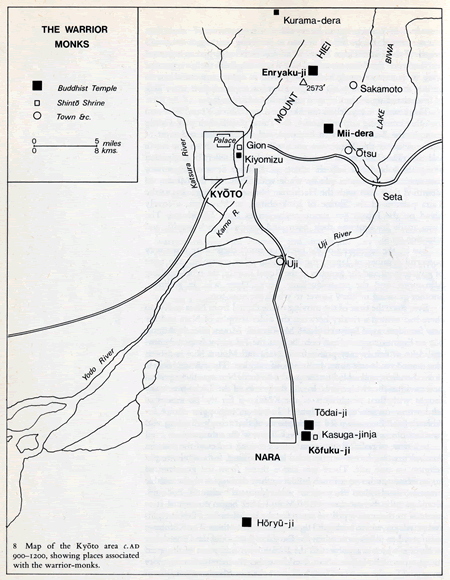 THE WARRIOR
MONKS
Buddhist Temple
Shintō Shrine
Town &c.
0 5 miles
0 8 kms.
Kurama-dera
Enryaku-ji
2573'
MOUNT HIEI
LAKE BIWA
Sakamoto
Mii-dera
Ōtsu
Seta
Palace
Gion
Kiyomizu
KYŌTO
Katsura River
Kamo R.
Uji River
Uji
Yodo River
Tōdai-ji
Kasuga-jinja
Kōfuku-ji
NARA
Hōryū-ji
8 Map of the Kyōto area c.AD
900–1200, showing places associated
with the warrior-monks.